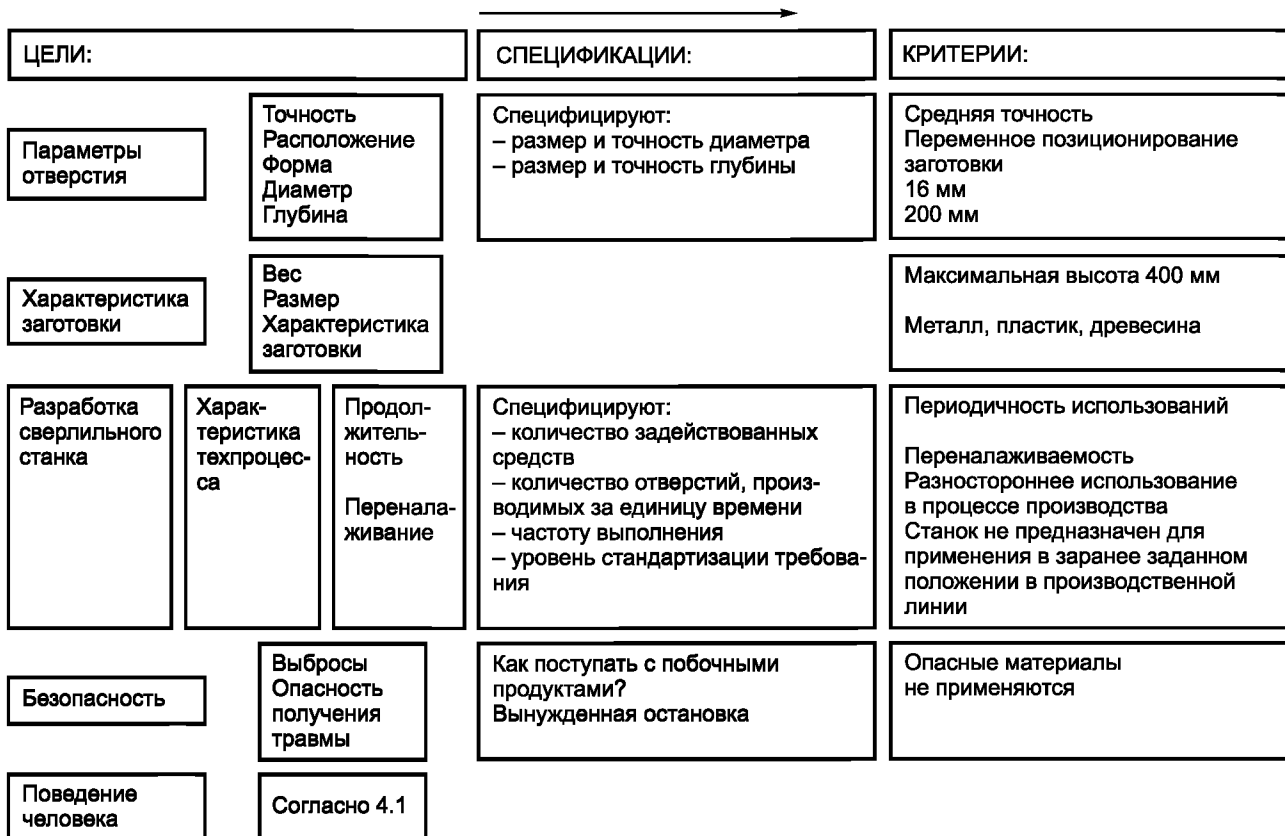 ЦЕЛИ:
СПЕЦИФИКАЦИИ:
КРИТЕРИИ:
Параметры
отверстия
Точность
Расположение
Форма
Диаметр
Глубина
Специфицируют:
– размер и точность диаметра
– размер и точность глубины
Средняя точность
Переменное позиционирование
заготовки
16 мм
200 мм
Характеристика
заготовки
Вес
Размер
Характеристика
заготовки
Максимальная высота 400 мм
Металл, пластик, древесина
Разработка
сверлильного
станка
Харак-
теристика
техпроцес-
са
Продол-
житель-
ность
Переналa-
живание
Специфицируют:
– количество задействованных
средств
– количество отверстий, произ-
водимых за единицу времени
– частоту выполнения
– уровень стандартизации требова-
ния
Периодичность использований
Переналаживаемость
Разностороннее использование
в процессе производства
Станок не предназначен для
применения в заранее заданном
положении в производственной
линии
Безопасность
Выбросы
Опасность
получения
травмы
Как поступать с побочными
продуктами?
Вынужденная остановка
Опасные материалы
не применяются
Поведение
человека
Согласно 4.1